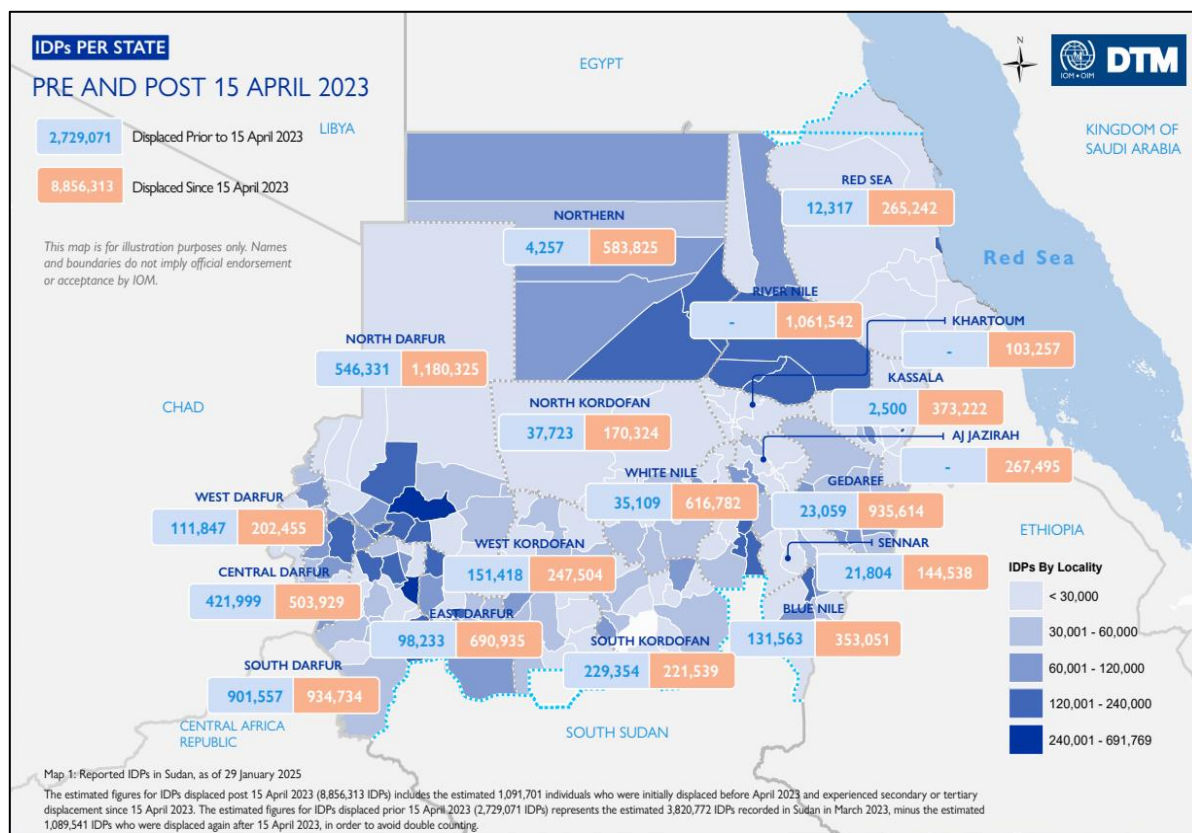 IDPs PER STATE
PRE AND POST 15 APRIL 2023
2,729,071 Displaced Prior to 15 April 2023
8,856,313 Displaced Since 15 April 2023
This map is for illustration purposes only. Names
and boundaries do not imply official endorsement
or acceptance by IOM.
N
IOM • OIM
DTM
EGYPT
LIBYA
KINGDOM OF
SAUDI ARABIA
Red Sea
RED SEA
12,317 265,242
NORTHERN
4,257 583,825
RIVER NILE
- 1,061,542
KHARTOUM
- 103,257
NORTH DARFUR
546,331 1,180,325
KASSALA
2,500 373,222
CHAD
NORTH KORDOFAN
37,723 170,324
AJ JAZIRAH
- 267,495
WHITE NILE
35,109 616,782
GEDAREF
23,059 935,614
WEST DARFUR
111,847 202,455
ETHIOPIA
SENNAR
21,804 144,538
WEST KORDOFAN
151,418 247,504
CENTRAL DARFUR
421,999 503,929
EAST DARFUR
98,233 690,935
BLUE NILE
131,563 353,051
SOUTH KORDOFAN
229,354 221,539
SOUTH DARFUR
901,557 934,734
CENTRAL AFRICA
REPUBLIC
SOUTH SUDAN
IDPs By Locality
< 30,000
30,001 - 60,000
60,001 - 120,000
120,001 - 240,000
240,001 - 691,769
Map 1: Reported IDPs in Sudan, as of 29 January 2025
The estimated figures for IDPs displaced post 15 April 2023 (8,856,313 IDPs) includes the estimated 1,091,701 individuals who were initially displaced before April 2023 and experienced secondary or tertiary
displacement since 15 April 2023. The estimated figures for IDPs displaced prior 15 April 2023 (2,729,071 IDPs) represents the estimated 3,820,772 IDPs recorded in Sudan in March 2023, minus the estimated
1,089,541 IDPs who were displaced again after 15 April 2023, in order to avoid double counting.